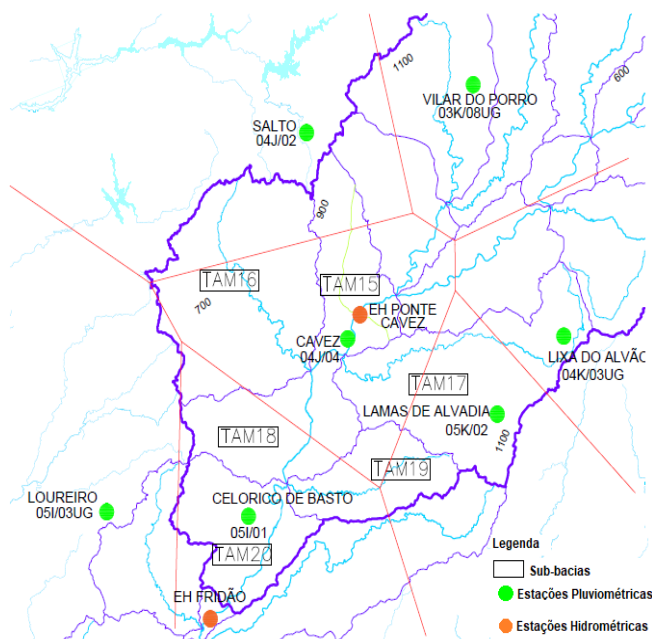 1100
600
VILAR DO PORRO
03K/08UG
SALTO
04J/02
900
TAM16
TAM15
700
EH PONTE
CAVEZ
CAVEZ
04J/04
LIXA DO ALVÃO
04K/03UG
TAM17
LAMAS DE ALVADIA
05K/02
1100
TAM18
TAM19
LOUREIRO
05I/03UG
CELORICO DE BASTO
05I/01
TAM20
EH FRIDÃO
Legenda
Sub-bacias
Estações Pluviométricas
Estações Hidrométricas